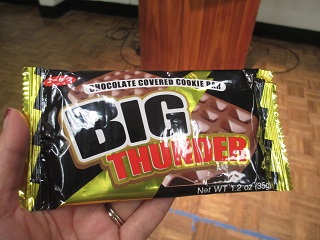 CHOCOLATE COVERED COOKIE BAR
BIG
THUNDER
NET WT 1.2 OZ (35g)